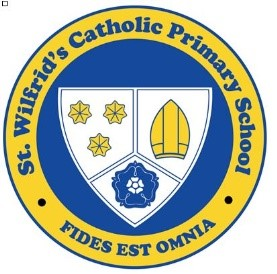 St. Wilfrid's Catholic Primary School
FIDES EST OMNIA